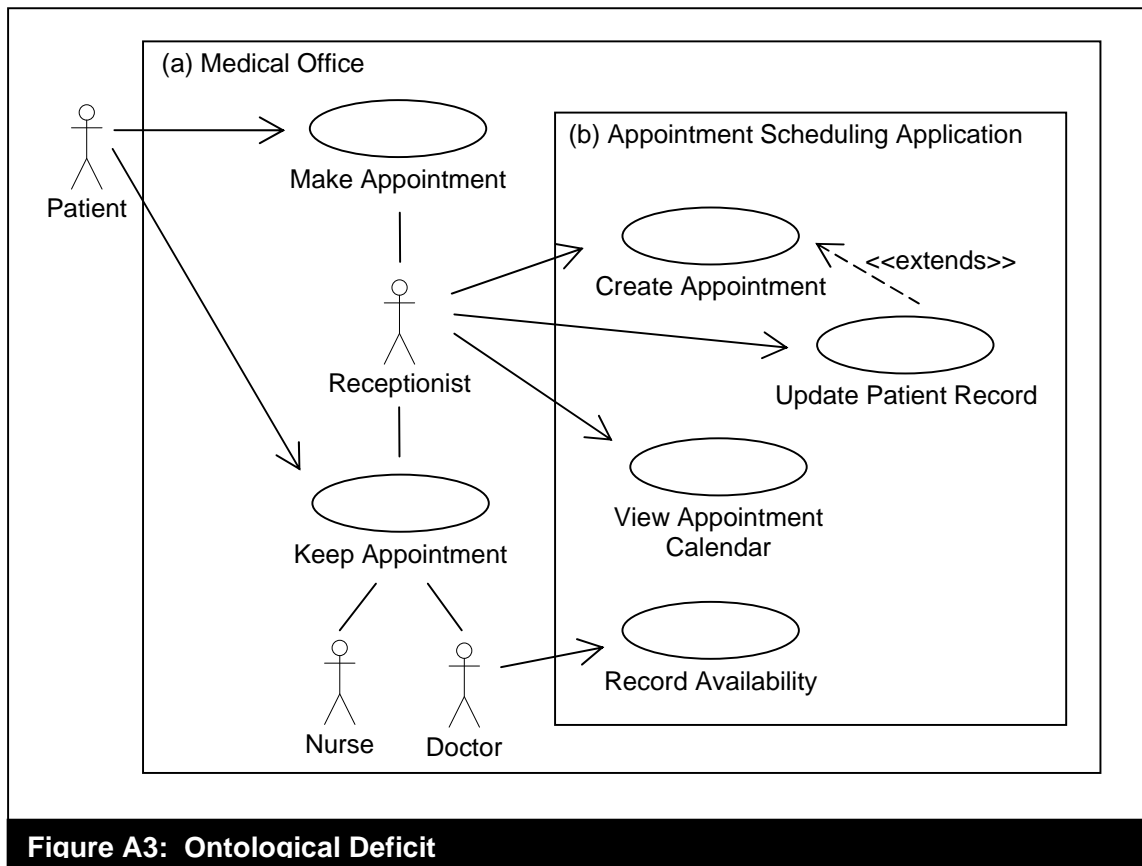 (a) Medical Office
(b) Appointment Scheduling Application
Patient
Make Appointment
Create Appointment
<<extends>>
Receptionist
Update Patient Record
Keep Appointment
View Appointment
Calendar
Record Availability
Nurse
Doctor
Figure A3: Ontological Deficit